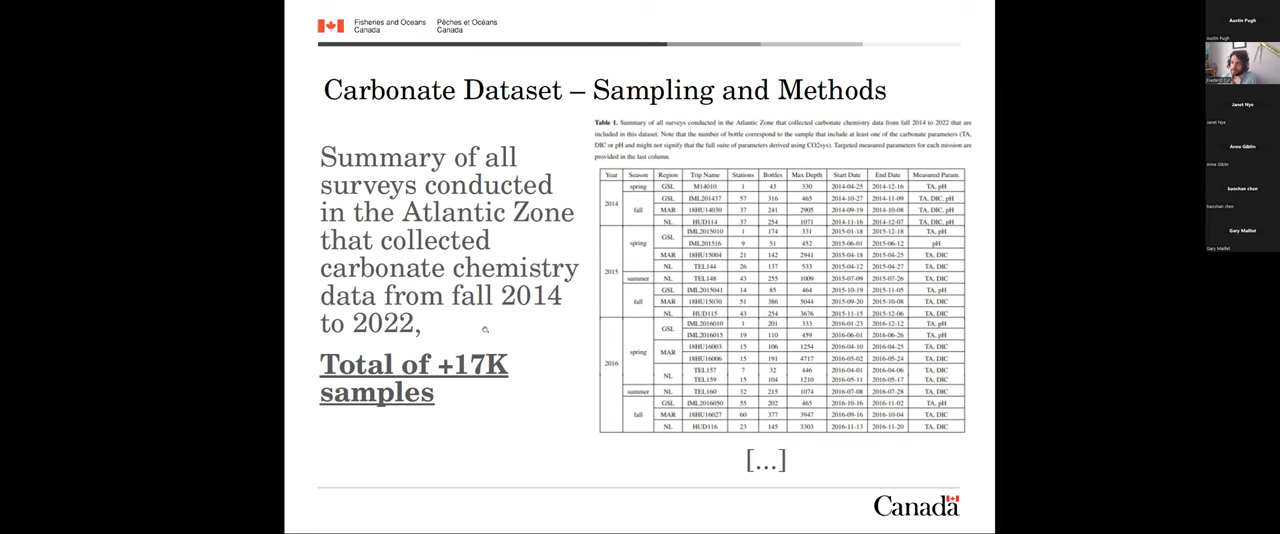 Fisheries and Oceans Pêches et Océans
Canada Canada
Carbonate Dataset – Sampling and Methods
Summary of all
surveys conducted
in the Atlantic Zone
that collected
carbonate chemistry
data from fall 2014
to 2022,
Total of +17K
samples
Table 1. Summary of all surveys conducted in the Atlantic Zone that collected carbonate chemistry data from fall 2014 to 2022 that are
included in this dataset. Note that the number of bottle correspond to the sample that include at least one of the carbonate parameters (TA,
DIC or pH and might not signify that the full suite of parameters derived using CO2sys). Targeted measured parameters for each mission are
provided in the last column.
Year Season Region Trip Name Stations Bottles Max Depth Start Date End Date Measured Param.
2014 spring GSL M14010 1 43 330 2014-04-25 2014-12-16 TA, pH
fall GSL IML201437 57 316 465 2014-10-27 2014-11-09 TA, DIC, pH
MAR 18HU14030 37 241 2905 2014-09-19 2014-10-08 TA, DIC, pH
NL HUD114 37 254 1071 2014-11-16 2014-12-07 TA, DIC
2015 spring GSL IML2015010 1 174 331 2015-01-18 2015-12-18 TA, pH
IML201516 9 51 452 2015-06-01 2015-06-12 pH
MAR 18HU15004 21 142 2941 2015-04-18 2015-04-25 TA, DIC
NL TEL144 26 137 533 2015-04-12 2015-04-27 TA, DIC
summer NL TEL148 43 255 1009 2015-07-09 2015-07-26 TA, DIC
fall GSL IML2015041 14 85 464 2015-10-19 2015-11-05 TA, pH
MAR 18HU15030 51 386 5044 2015-09-20 2015-10-08 TA, DIC
NL HUD115 43 254 3676 2015-11-15 2015-12-06 TA, DIC
2016 spring GSL IML2016010 1 201 333 2016-01-23 2016-12-12 TA, pH
IML2016015 19 110 459 2016-06-01 2016-06-26 TA, pH
MAR 18HU16003 15 106 1254 2016-04-10 2016-04-25 TA, DIC
18HU16006 15 191 4717 2016-05-02 2016-05-24 TA, DIC
NL TEL157 7 32 446 2016-04-01 2016-04-06 TA, DIC
TEL159 15 104 1210 2016-05-11 2016-05-17 TA, DIC
summer NL TEL160 32 215 1074 2016-07-08 2016-07-28 TA, DIC
fall GSL IML2016050 55 202 465 2016-10-16 2016-11-02 TA, pH
MAR 18HU16027 60 377 3947 2016-09-16 2016-10-04 TA, DIC
NL HUD116 23 145 3303 2016-11-13 2016-11-20 TA, DIC
[...]
Canada
Austin Pugh
Austin Pugh
Janet Nye
Janet Nye
Anne Giblin
Anne Giblin
baoshan chen
baoshan chen
Gary Maillet
Gary Maillet